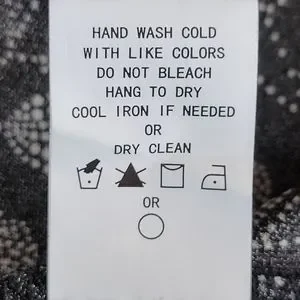 HAND WASH COLD
WITH LIKE COLORS
DO NOT BLEACH
HANG TO DRY
COOL IRON IF NEEDED
OR
DRY CLEAN
OR